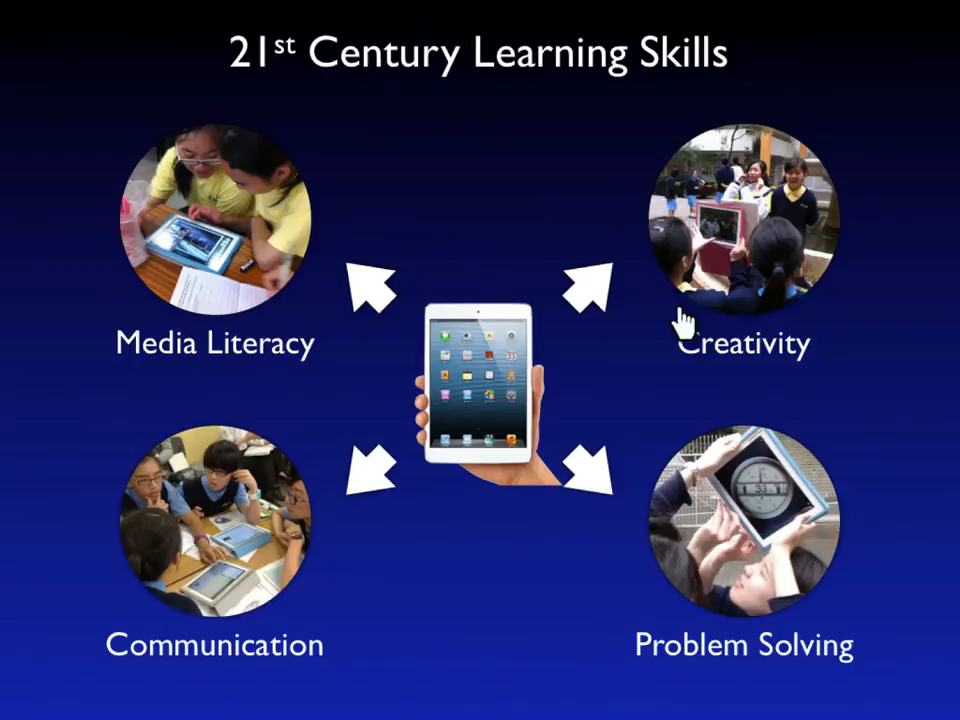 21st Century Learning Skills
Media Literacy
Creativity
Communication
Problem Solving